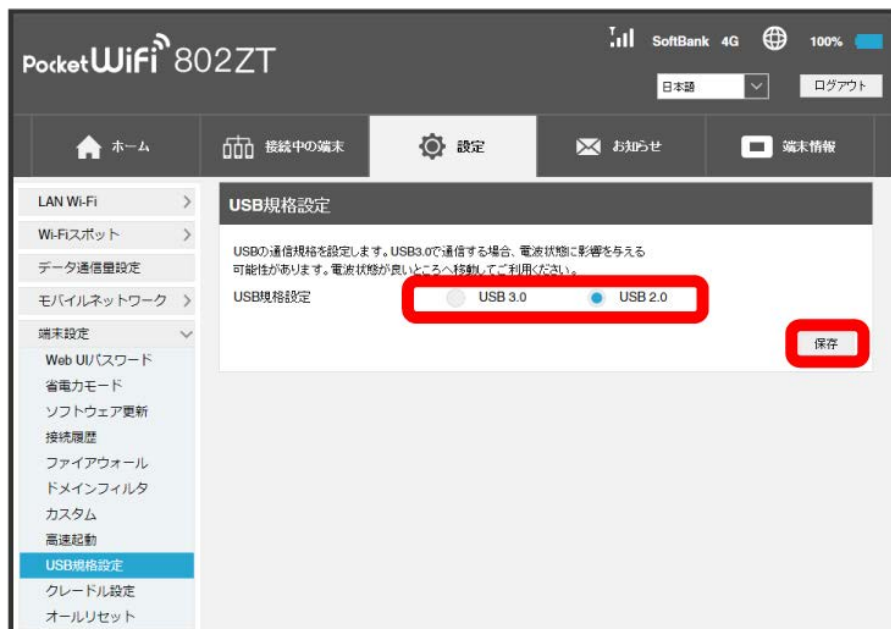 Pocket WiFi 802ZT
SoftBank 4G 100%
日本語 ログアウト
ホーム 接続中の端末 設定 お知らせ 端末情報
LAN Wi-Fi
Wi-Fiスポット
データ通信量設定
モバイルネットワーク
端末設定
Web UIパスワード
省電力モード
ソフトウェア更新
接続履歴
ファイアウォール
ドメインフィルタ
カスタム
高速起動
USB規格設定
クレードル設定
オールリセット
USB規格設定
USBの通信規格を設定します。USB3.0で通信する場合、電波状態に影響を与える
可能性があります。電波状態が良いところへ移動してご利用ください。
USB規格設定 USB 3.0 USB 2.0
保存